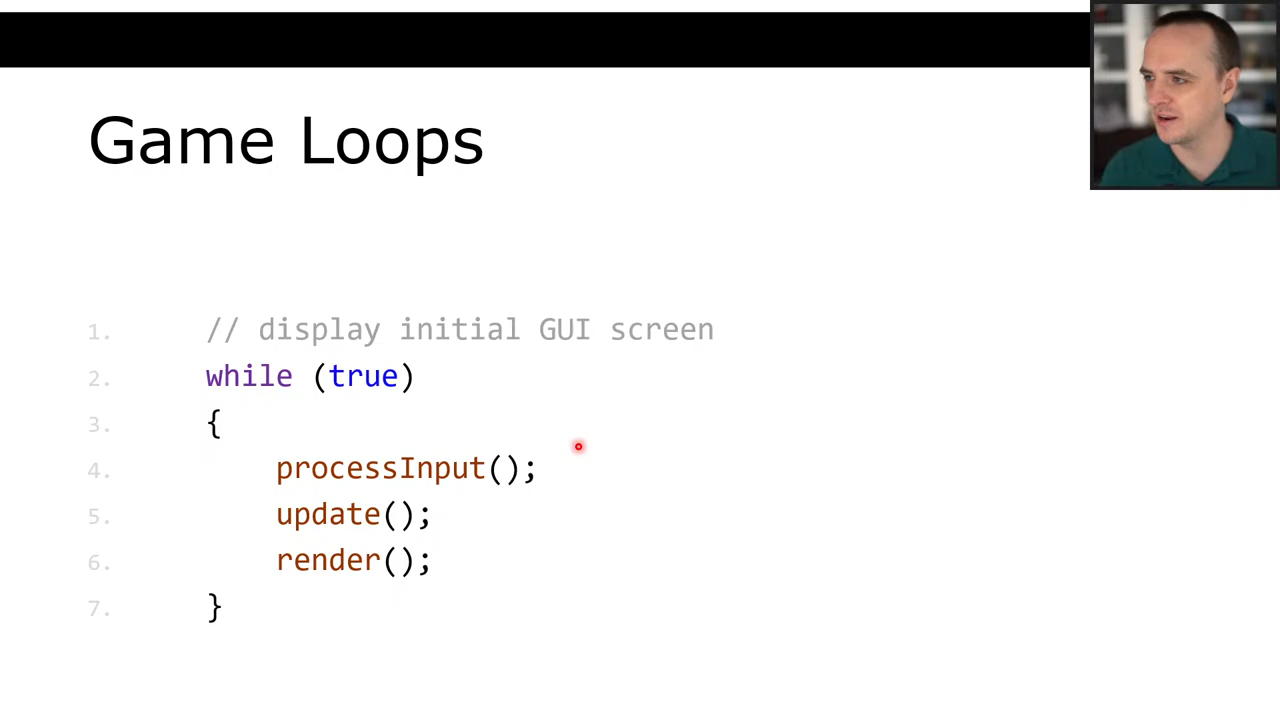 Game Loops
1. // display initial GUI screen
2. while (true)
3. {
4. processInput();
5. update();
6. render();
7. }